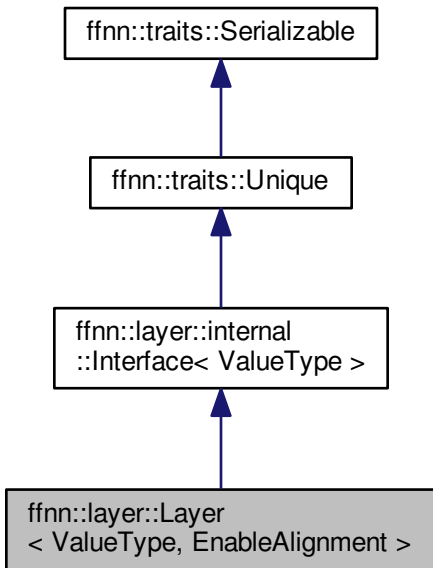 ffnn::traits::Serializable
ffnn::traits::Unique
ffnn::layer::internal
::Interface< ValueType >
ffnn::layer::Layer
< ValueType, EnableAlignment >